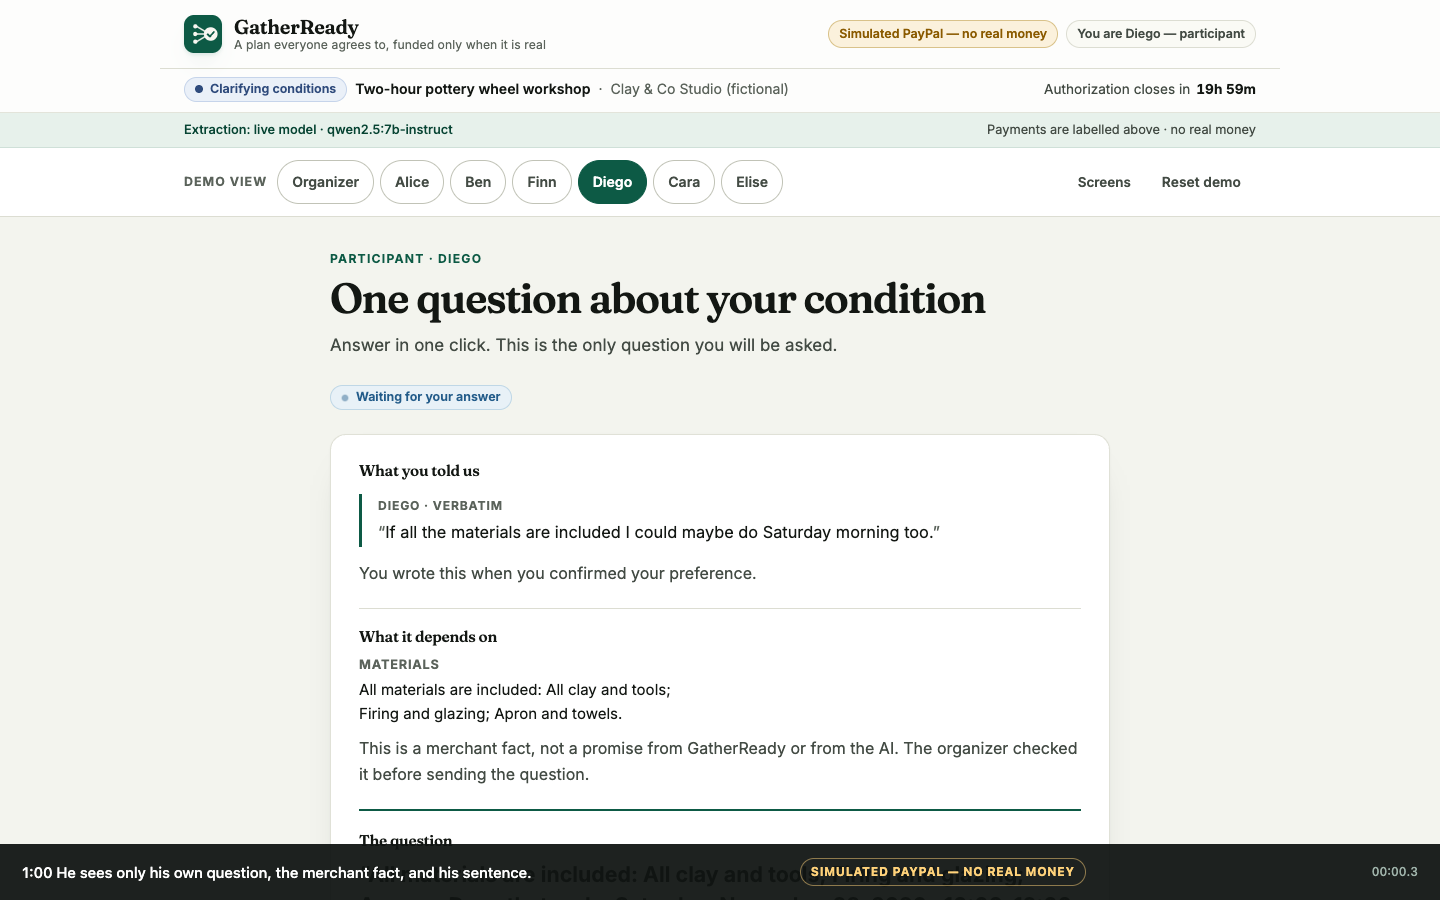 GatherReady
A plan everyone agrees to, funded only when it is real
Simulated PayPal — no real money
You are Diego — participant
Clarifying conditions
Two-hour pottery wheel workshop · Clay & Co Studio (fictional)
Authorization closes in 19h 59m
Extraction: live model · qwen2.5:7b-instruct
Payments are labelled above · no real money
DEMO VIEW
Organizer
Alice
Ben
Finn
Diego
Cara
Elise
Screens
Reset demo
PARTICIPANT · DIEGO
One question about your condition
Answer in one click. This is the only question you will be asked.
Waiting for your answer
What you told us
DIEGO · VERBATIM
“If all the materials are included I could maybe do Saturday morning too.”
You wrote this when you confirmed your preference.
What it depends on
MATERIALS
All materials are included: All clay and tools;
Firing and glazing; Apron and towels.
This is a merchant fact, not a promise from GatherReady or from the AI. The organizer checked
it before sending the question.
The question
1:00 He sees only his own question, the merchant fact, and his sentence.
SIMULATED PAYPAL — NO REAL MONEY
00:00.3